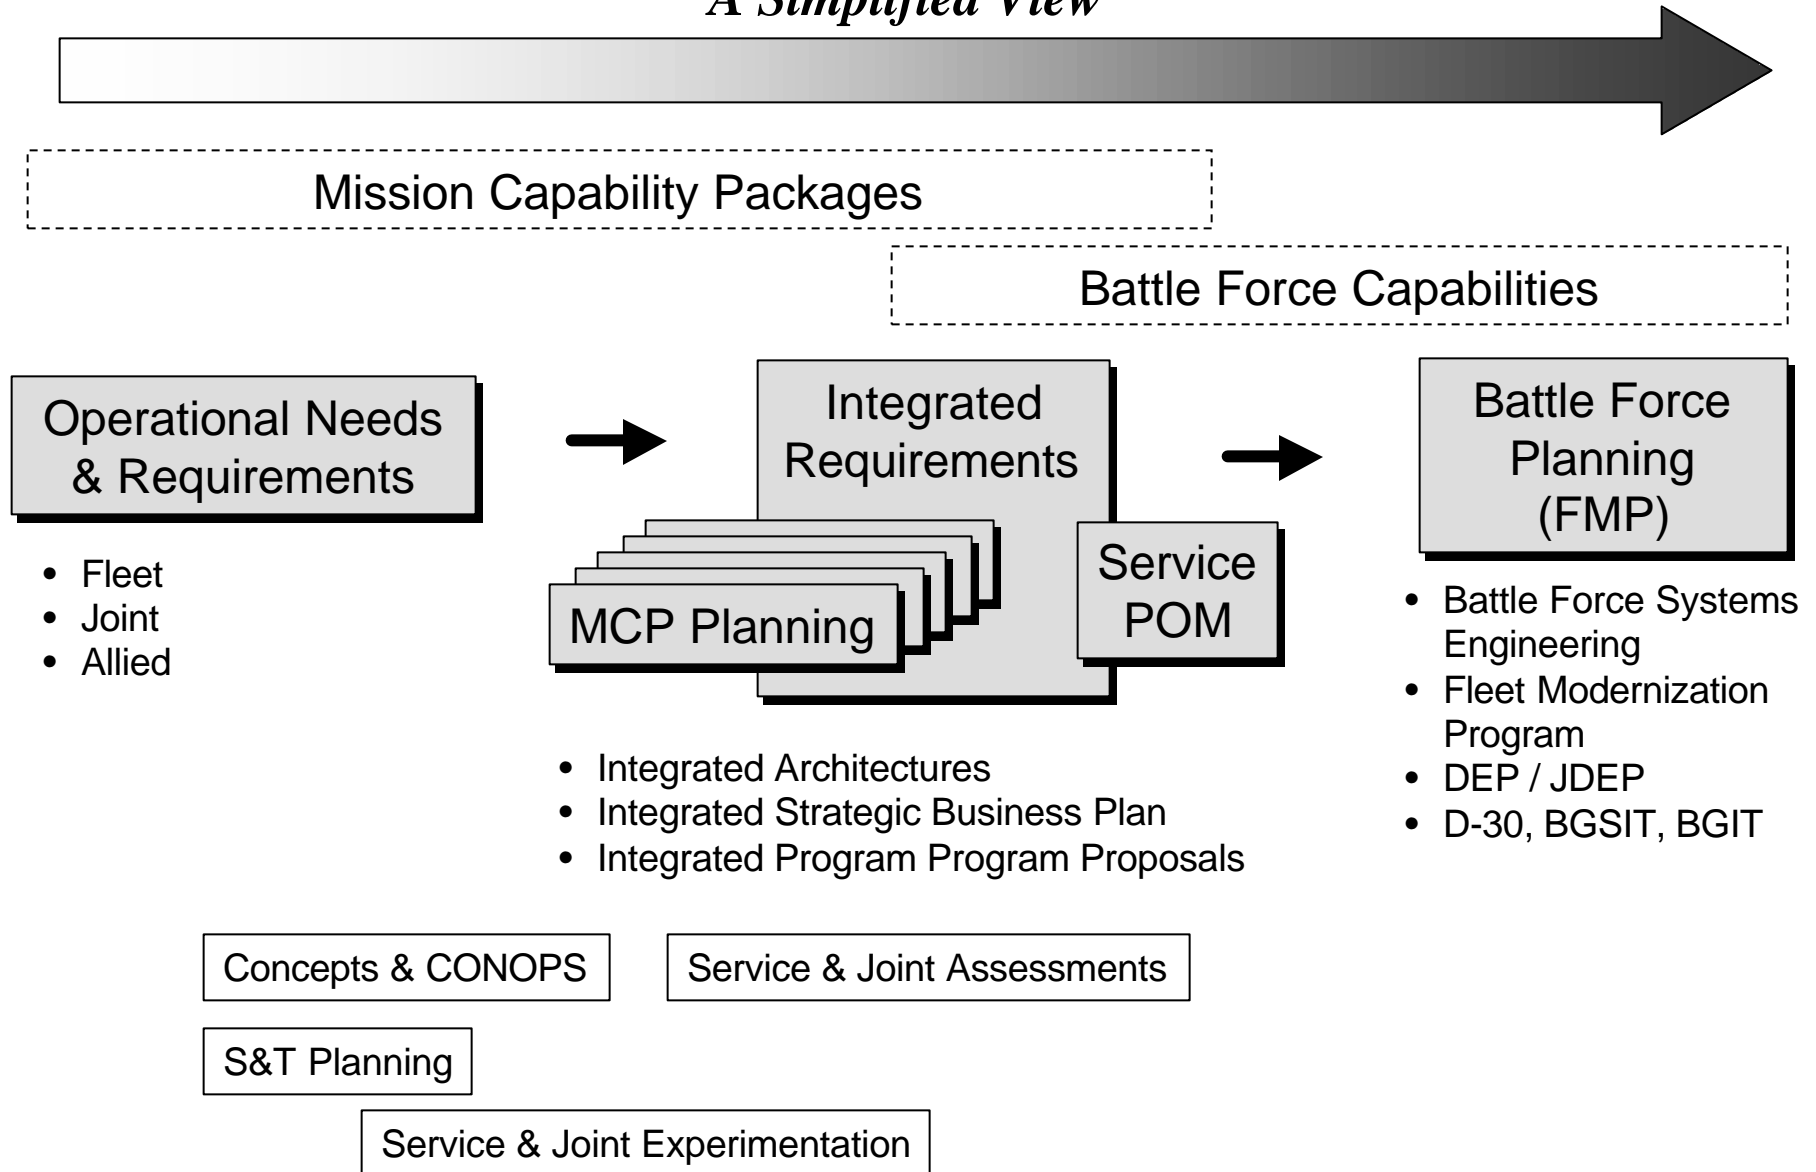 A Simplified View
Mission Capability Packages
Battle Force Capabilities
Operational Needs
& Requirements
• Fleet
• Joint
• Allied
Integrated
Requirements
MCP Planning
Service
POM
• Integrated Architectures
• Integrated Strategic Business Plan
• Integrated Program Program Proposals
Battle Force
Planning
(FMP)
• Battle Force Systems
Engineering
• Fleet Modernization
Program
• DEP / JDEP
• D-30, BGSIT, BGIT
Concepts & CONOPS
Service & Joint Assessments
S&T Planning
Service & Joint Experimentation